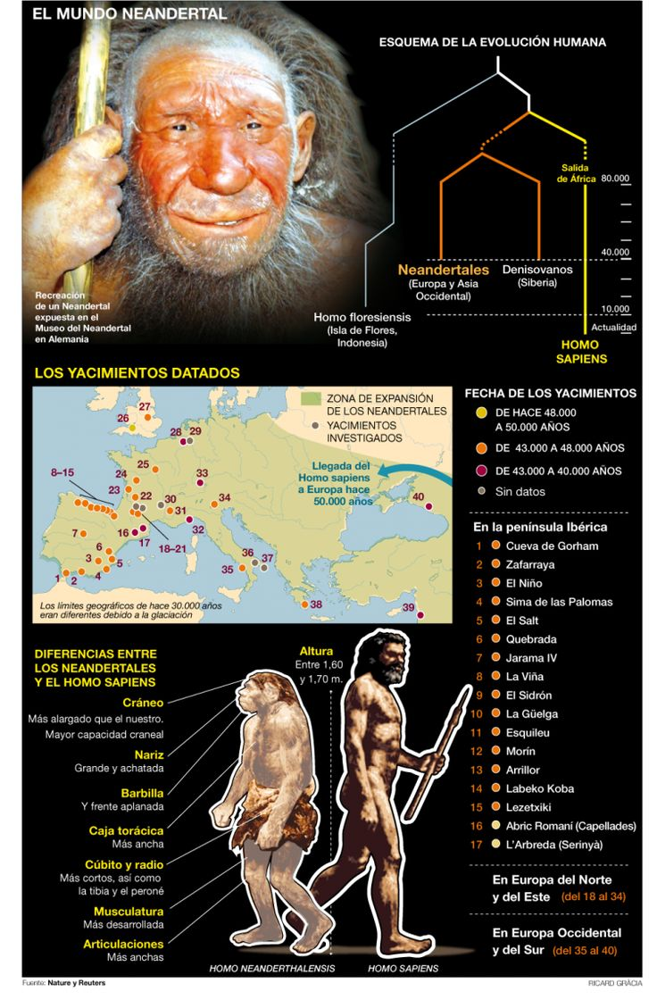 EL MUNDO NEANDERTAL
ESQUEMA DE LA EVOLUCIÓN HUMANA
Salida
de África
80.000
40.000
10.000
Actualidad
Neandertales
(Europa y Asia
Occidental)
Denisovanos
(Siberia)
Homo floresiensis
(Isla de Flores,
Indonesia)
HOMO
SAPIENS
Recreación
de un Neandertal
expuesta en el
Museo del Neandertal
en Alemania
LOS YACIMIENTOS DATADOS
ZONA DE EXPANSIÓN
DE LOS NEANDERTALES
YACIMIENTOS
INVESTIGADOS
Llegada del
Homo sapiens
a Europa hace
50.000 años
27
26
28
29
25
24
23
22
8–15
33
30
34
31
32
40
7
16
17
18–21
6
3
5
4
1
2
35
36
37
38
39
Los límites geográficos de hace 30.000 años
eran diferentes debido a la glaciación
FECHA DE LOS YACIMIENTOS
DE HACE 48.000
A 50.000 AÑOS
DE 43.000 A 48.000 AÑOS
DE 43.000 A 40.000 AÑOS
Sin datos
En la península Ibérica
1 Cueva de Gorham
2 Zafarraya
3 El Niño
4 Sima de las Palomas
5 El Salt
6 Quebrada
7 Jarama IV
8 La Viña
9 El Sidrón
10 La Güelga
11 Esquileu
12 Morín
13 Arrillor
14 Labeko Koba
15 Lezetxiki
16 Abric Romaní (Capellades)
17 L'Arbreda (Serinyà)
En Europa del Norte
y del Este (del 18 al 34)
En Europa Occidental
y del Sur (del 35 al 40)
DIFERENCIAS ENTRE
LOS NEANDERTALES
Y EL HOMO SAPIENS
Altura
Entre 1,60
y 1,70 m.
Cráneo
Más alargado que el nuestro.
Mayor capacidad craneal
Nariz
Grande y achatada
Barbilla
Y frente aplanada
Caja torácica
Más ancha
Cúbito y radio
Más cortos, así como
la tibia y el peroné
Musculatura
Más desarrollada
Articulaciones
Más anchas
HOMO NEANDERTHALENSIS
HOMO SAPIENS
Fuente: Nature y Reuters
RICARD GRÀCIA